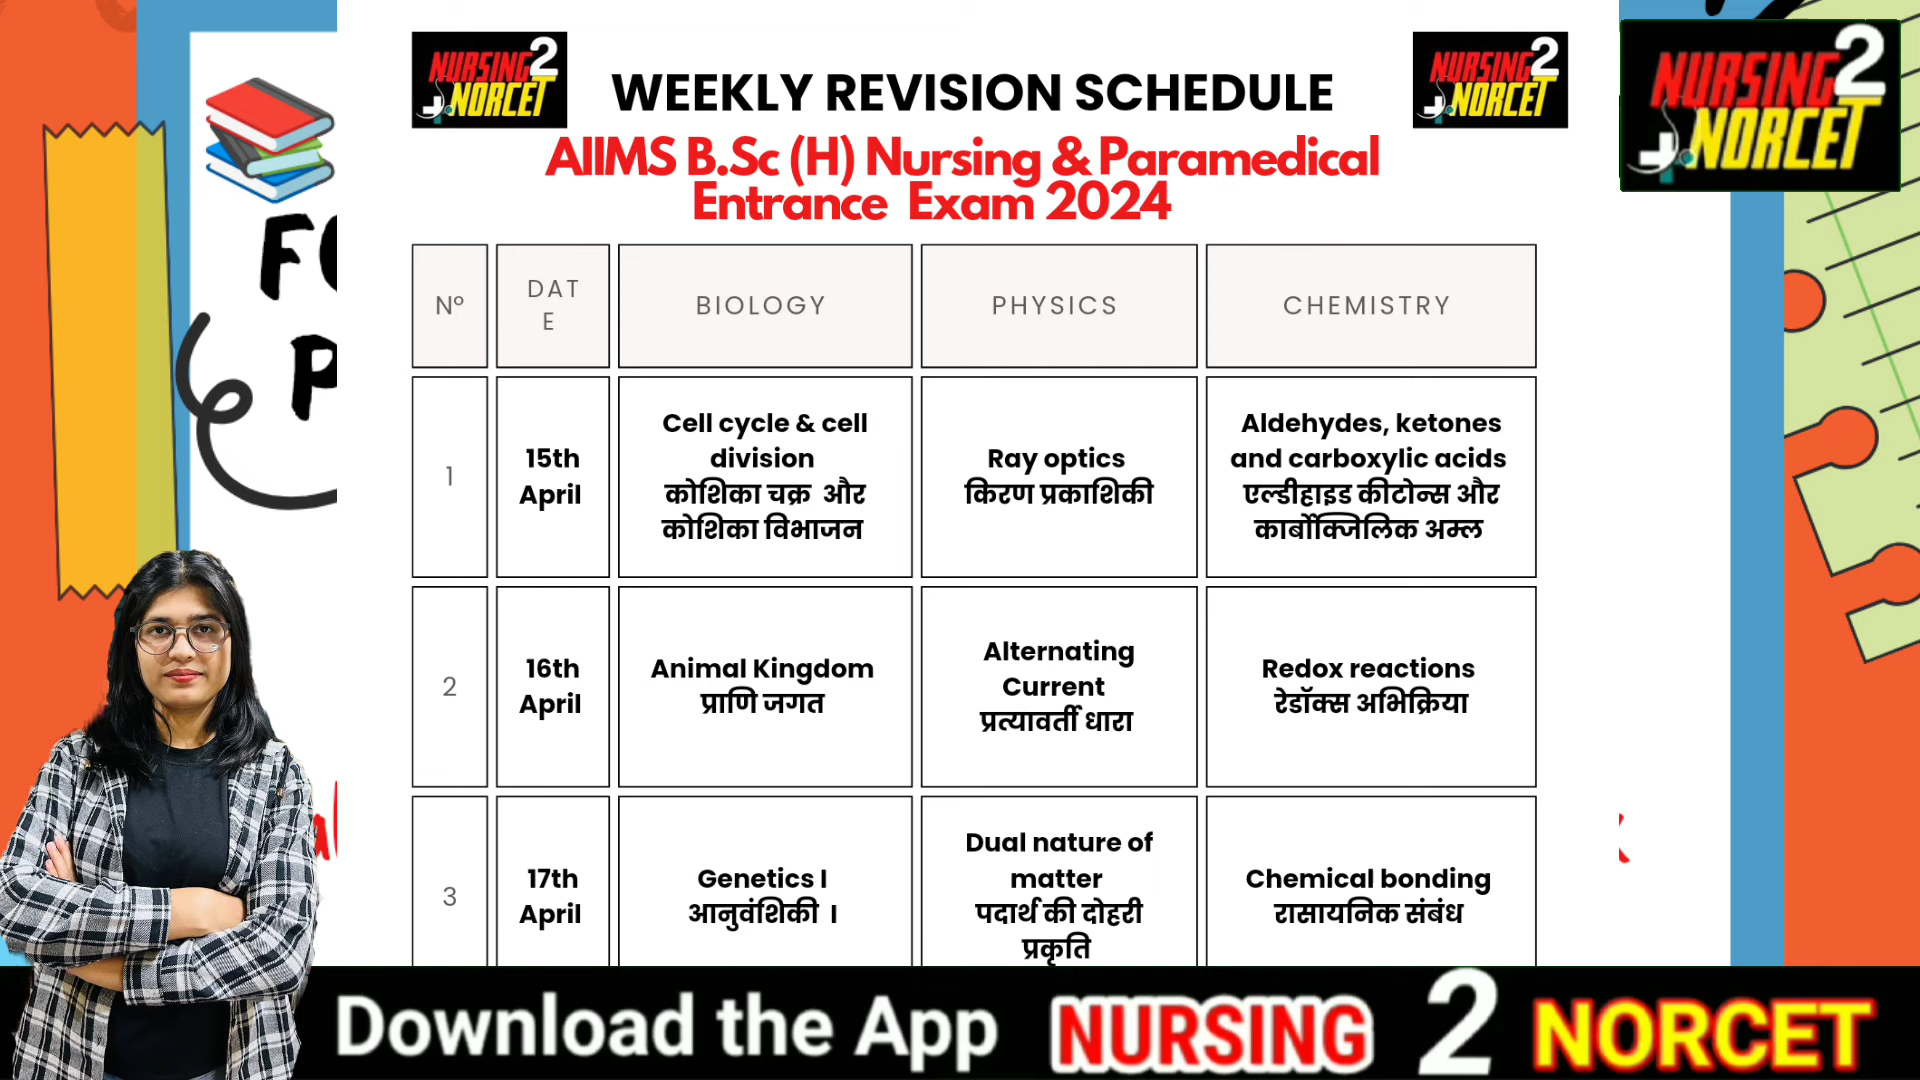 NURSING 2
NORCET
WEEKLY REVISION SCHEDULE
NURSING 2
NORCET
NURSING 2
NORCET
AIIMS B.Sc (H) Nursing & Paramedical
Entrance Exam 2024
Nº
DAT
E
BIOLOGY
PHYSICS
CHEMISTRY
1
15th
April
Cell cycle & cell
division
कोशिका चक्र और
कोशिका विभाजन
Ray optics
किरण प्रकाशिकी
Aldehydes, ketones
and carboxylic acids
एल्डीहाइड कीटोन्स और
कार्बोक्जिलिक अम्ल
2
16th
April
Animal Kingdom
प्राणि जगत
Alternating
Current
प्रत्यावर्ती धारा
Redox reactions
रेडॉक्स अभिक्रिया
3
17th
April
Genetics I
आनुवंशिकी I
Dual nature of
matter
पदार्थ की दोहरी
प्रकृति
Chemical bonding
रासायनिक संबंध
Download the App NURSING 2 NORCET